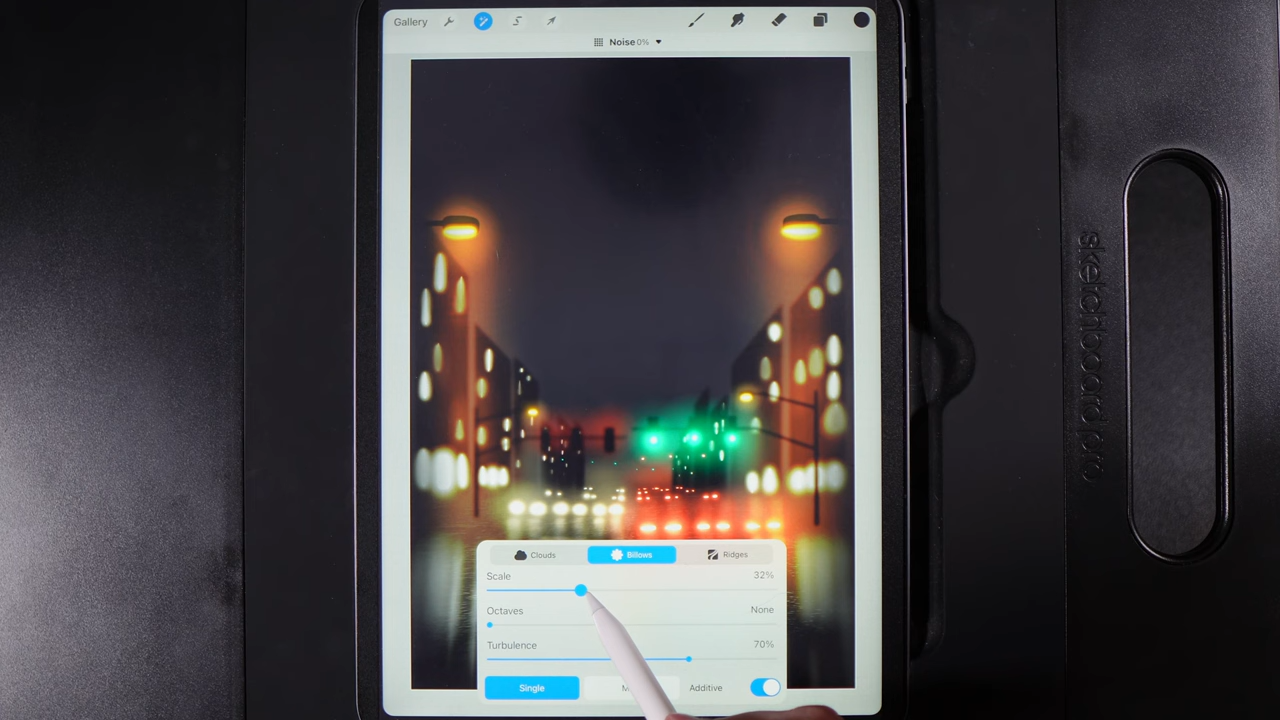 Gallery
Noise 0%
Clouds Billows Ridges
Scale 32%
Octaves None
Turbulence 70%
Single Additive
sketchboard pro